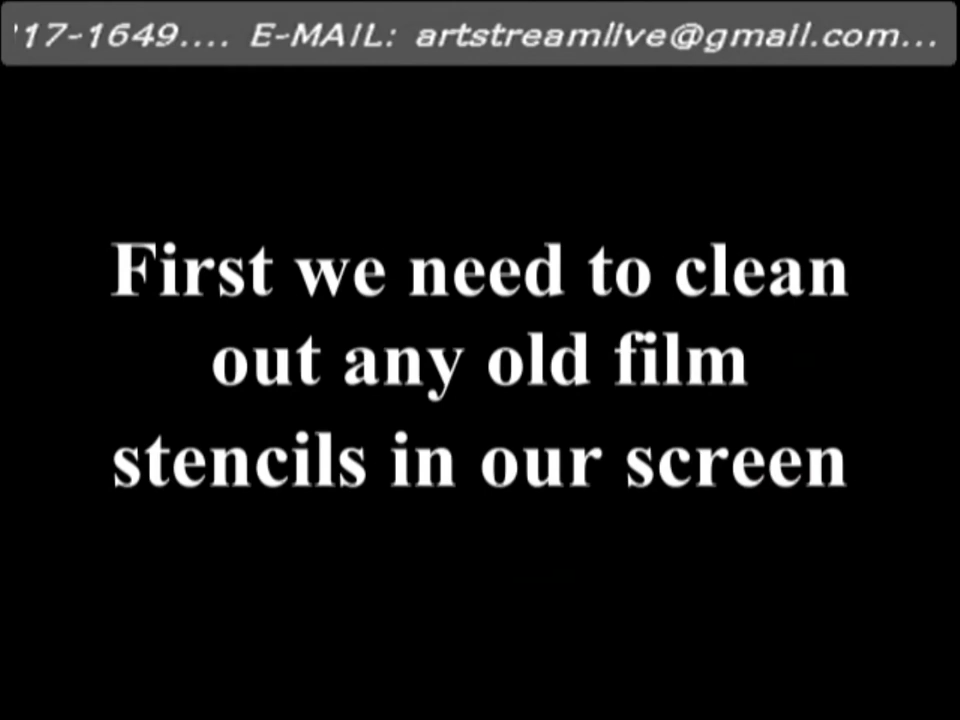 '17-1649.... E-MAIL: artstreamlive@gmail.com...
First we need to clean
out any old film
stencils in our screen